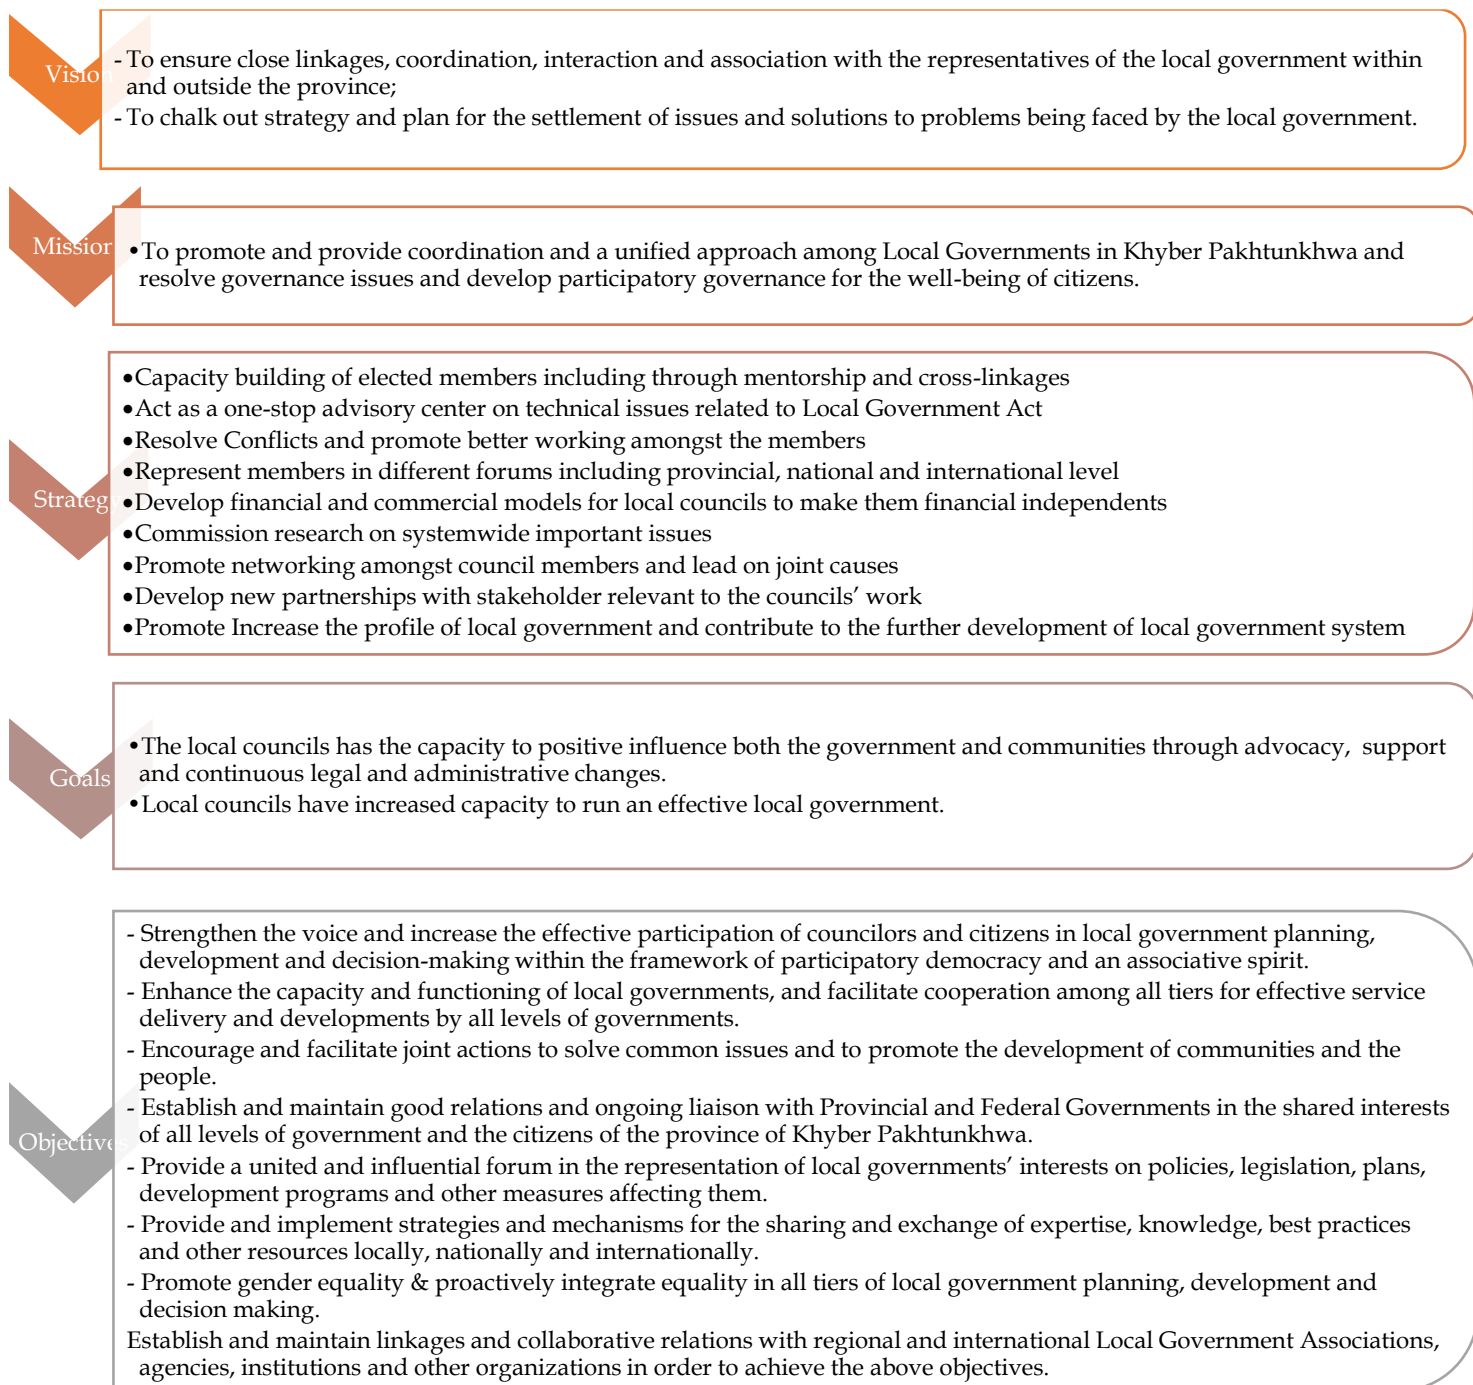 Vision
- To ensure close linkages, coordination, interaction and association with the representatives of the local government within
and outside the province;
- To chalk out strategy and plan for the settlement of issues and solutions to problems being faced by the local government.
Mission
•To promote and provide coordination and a unified approach among Local Governments in Khyber Pakhtunkhwa and
resolve governance issues and develop participatory governance for the well-being of citizens.
Strategy
•Capacity building of elected members including through mentorship and cross-linkages
•Act as a one-stop advisory center on technical issues related to Local Government Act
•Resolve Conflicts and promote better working amongst the members
•Represent members in different forums including provincial, national and international level
•Develop financial and commercial models for local councils to make them financial independents
•Commission research on systemwide important issues
•Promote networking amongst council members and lead on joint causes
•Develop new partnerships with stakeholder relevant to the councils’ work
•Promote Increase the profile of local government and contribute to the further development of local government system
Goals
•The local councils has the capacity to positive influence both the government and communities through advocacy, support
and continuous legal and administrative changes.
•Local councils have increased capacity to run an effective local government.
Objectives
- Strengthen the voice and increase the effective participation of councilors and citizens in local government planning,
development and decision-making within the framework of participatory democracy and an associative spirit.
- Enhance the capacity and functioning of local governments, and facilitate cooperation among all tiers for effective service
delivery and developments by all levels of governments.
- Encourage and facilitate joint actions to solve common issues and to promote the development of communities and the
people.
- Establish and maintain good relations and ongoing liaison with Provincial and Federal Governments in the shared interests
of all levels of government and the citizens of the province of Khyber Pakhtunkhwa.
- Provide a united and influential forum in the representation of local governments’ interests on policies, legislation, plans,
development programs and other measures affecting them.
- Provide and implement strategies and mechanisms for the sharing and exchange of expertise, knowledge, best practices
and other resources locally, nationally and internationally.
- Promote gender equality & proactively integrate equality in all tiers of local government planning, development and
decision making.
Establish and maintain linkages and collaborative relations with regional and international Local Government Associations,
agencies, institutions and other organizations in order to achieve the above objectives.